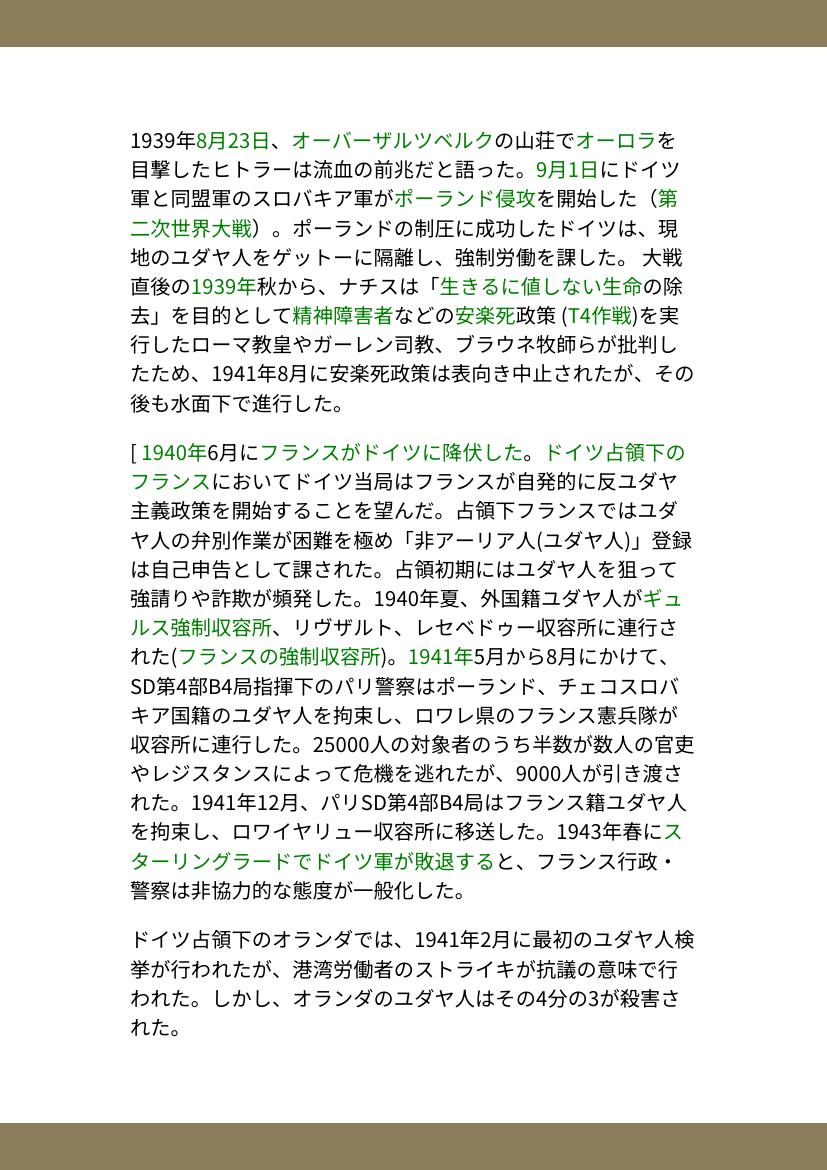 1939年8月23日、オーバーザルツベルクの山荘でオーロラを
目撃したヒトラーは流血の前兆だと語った。9月1日にドイツ
軍と同盟軍のスロバキア軍がポーランド侵攻を開始した（第
二次世界大戦）。ポーランドの制圧に成功したドイツは、現
地のユダヤ人をゲットーに隔離し、強制労働を課した。 大戦
直後の1939年秋から、ナチスは「生きるに値しない生命の除
去」を目的として精神障害者などの安楽死政策 (T4作戦)を実
行したローマ教皇やガーレン司教、ブラウネ牧師らが批判し
たため、1941年8月に安楽死政策は表向き中止されたが、その
後も水面下で進行した。
[ 1940年6月にフランスがドイツに降伏した。ドイツ占領下の
フランスにおいてドイツ当局はフランスが自発的に反ユダヤ
主義政策を開始することを望んだ。占領下フランスではユダ
ヤ人の弁別作業が困難を極め「非アーリア人(ユダヤ人)」登録
は自己申告として課された。占領初期にはユダヤ人を狙って
強請りや詐欺が頻発した。1940年夏、外国籍ユダヤ人がギュ
ルス強制収容所、リヴザルト、レセベドゥー収容所に連行さ
れた(フランスの強制収容所)。1941年5月から8月にかけて、
SD第4部B4局指揮下のパリ警察はポーランド、チェコスロバ
キア国籍のユダヤ人を拘束し、ロワレ県のフランス憲兵隊が
収容所に連行した。25000人の対象者のうち半数が数人の官吏
やレジスタンスによって危機を逃れたが、9000人が引き渡さ
れた。1941年12月、パリSD第4部B4局はフランス籍ユダヤ人
を拘束し、ロワイヤリュー収容所に移送した。1943年春にス
ターリングラードでドイツ軍が敗退すると、フランス行政・
警察は非協力的な態度が一般化した。
ドイツ占領下のオランダでは、1941年2月に最初のユダヤ人検
挙が行われたが、港湾労働者のストライキが抗議の意味で行
われた。しかし、オランダのユダヤ人はその4分の3が殺害さ
れた。